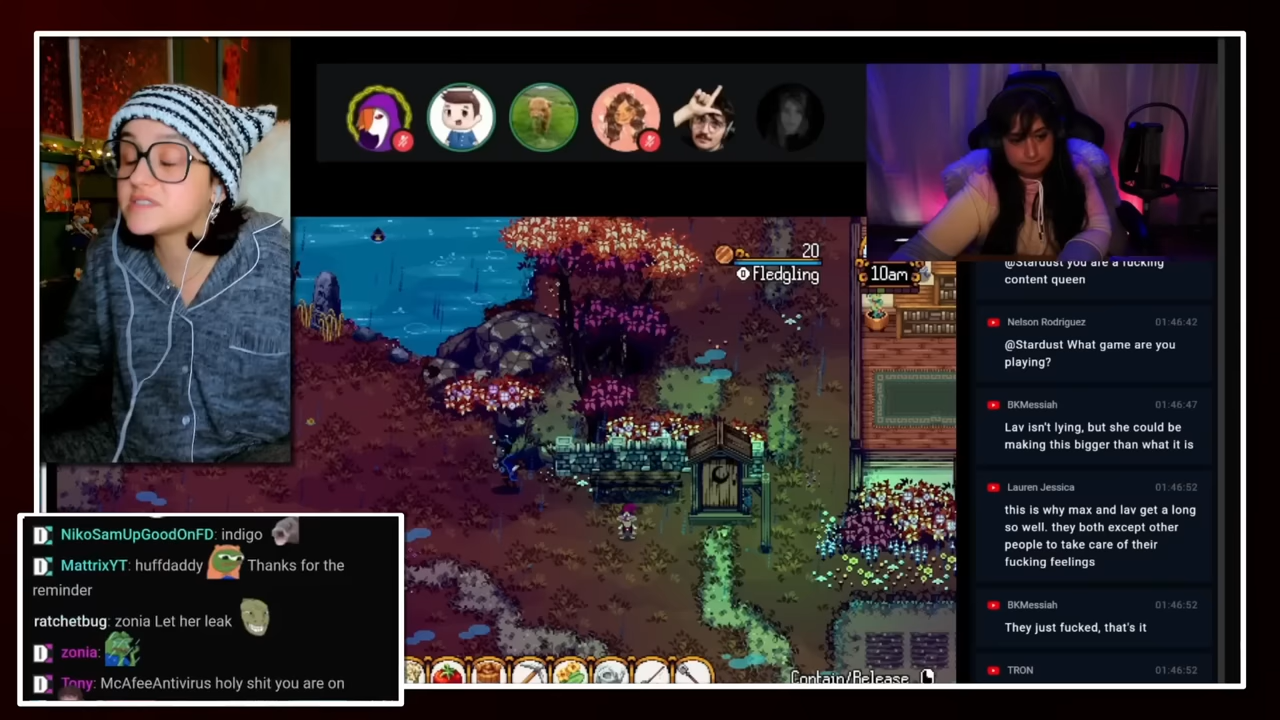 20
Fledgling
10am
Contain/Release
@Stardust you are a fucking
content queen
Nelson Rodriguez 01:46:42
@Stardust What game are you
playing?
BKMessiah 01:46:47
Lav isn't lying, but she could be
making this bigger than what it is
Lauren Jessica 01:46:52
this is why max and lav get a long
so well. they both except other
people to take care of their
fucking feelings
BKMessiah 01:46:52
They just fucked, that's it
TRON 01:46:52
NikoSamUpGoodOnFD: indigo
MattrixYT: huffdaddy Thanks for the
reminder
ratchetbug: zonia Let her leak
zonia:
Tony: McAfeeAntivirus holy shit you are on